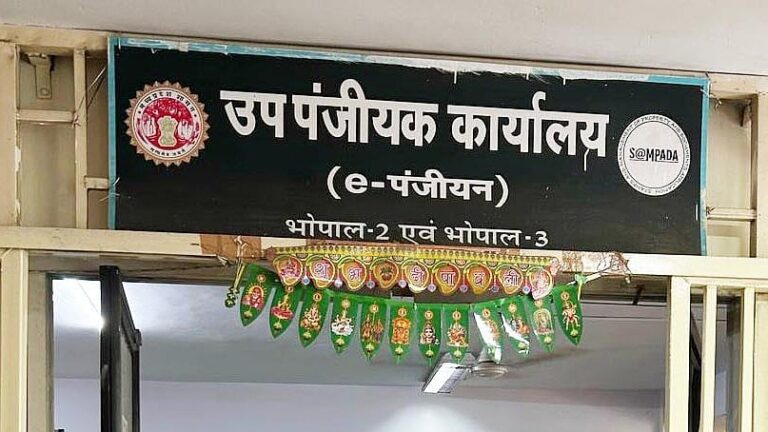 उप पंजीयक कार्यालय
(e-पंजीयन)
भोपाल-2 एवं भोपाल-3
S@MPADA